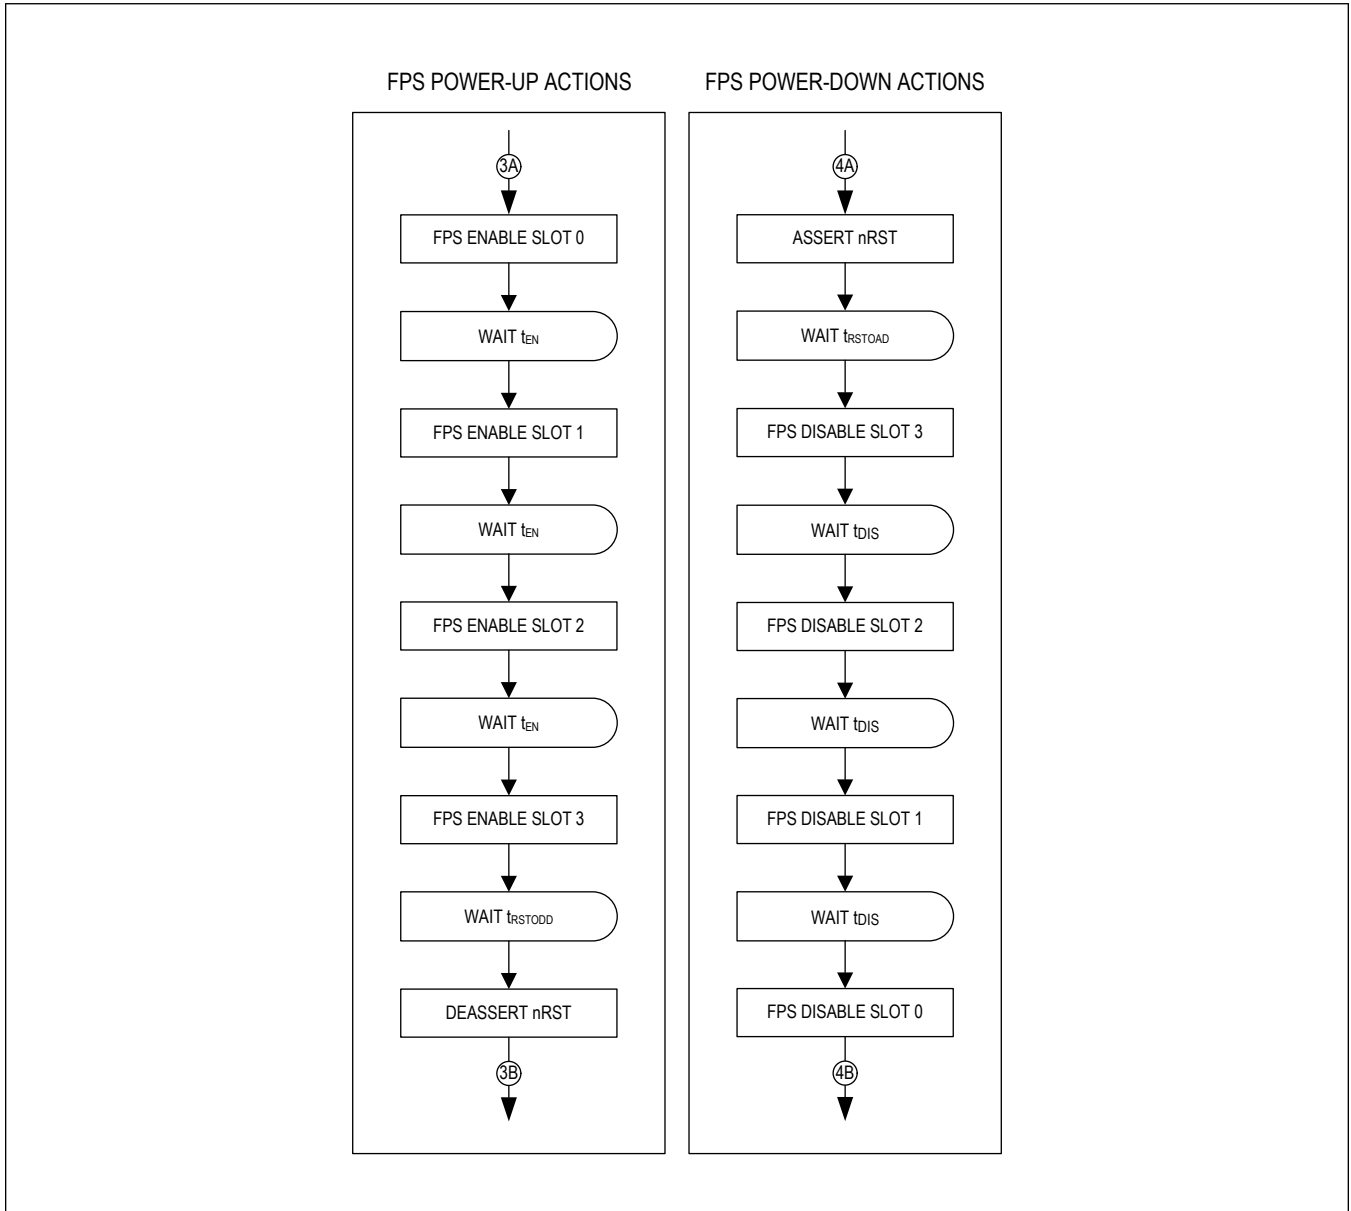 FPS POWER-UP ACTIONS
3A
FPS ENABLE SLOT 0
WAIT tEN
FPS ENABLE SLOT 1
WAIT tEN
FPS ENABLE SLOT 2
WAIT tEN
FPS ENABLE SLOT 3
WAIT tRSTODD
DEASSERT nRST
3B
FPS POWER-DOWN ACTIONS
4A
ASSERT nRST
WAIT tRSTOAD
FPS DISABLE SLOT 3
WAIT tDIS
FPS DISABLE SLOT 2
WAIT tDIS
FPS DISABLE SLOT 1
WAIT tDIS
FPS DISABLE SLOT 0
4B